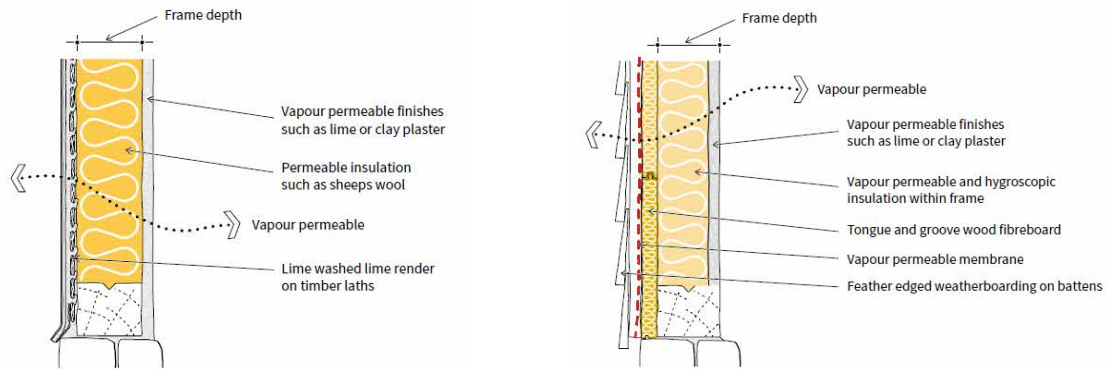 Frame depth
Vapour permeable finishes
such as lime or clay plaster
Permeable insulation
such as sheeps wool
Vapour permeable
Lime washed lime render
on timber laths
Frame depth
Vapour permeable
Vapour permeable finishes
such as lime or clay plaster
Vapour permeable and hygroscopic
insulation within frame
Tongue and groove wood fibreboard
Vapour permeable membrane
Feather edged weatherboarding on battens